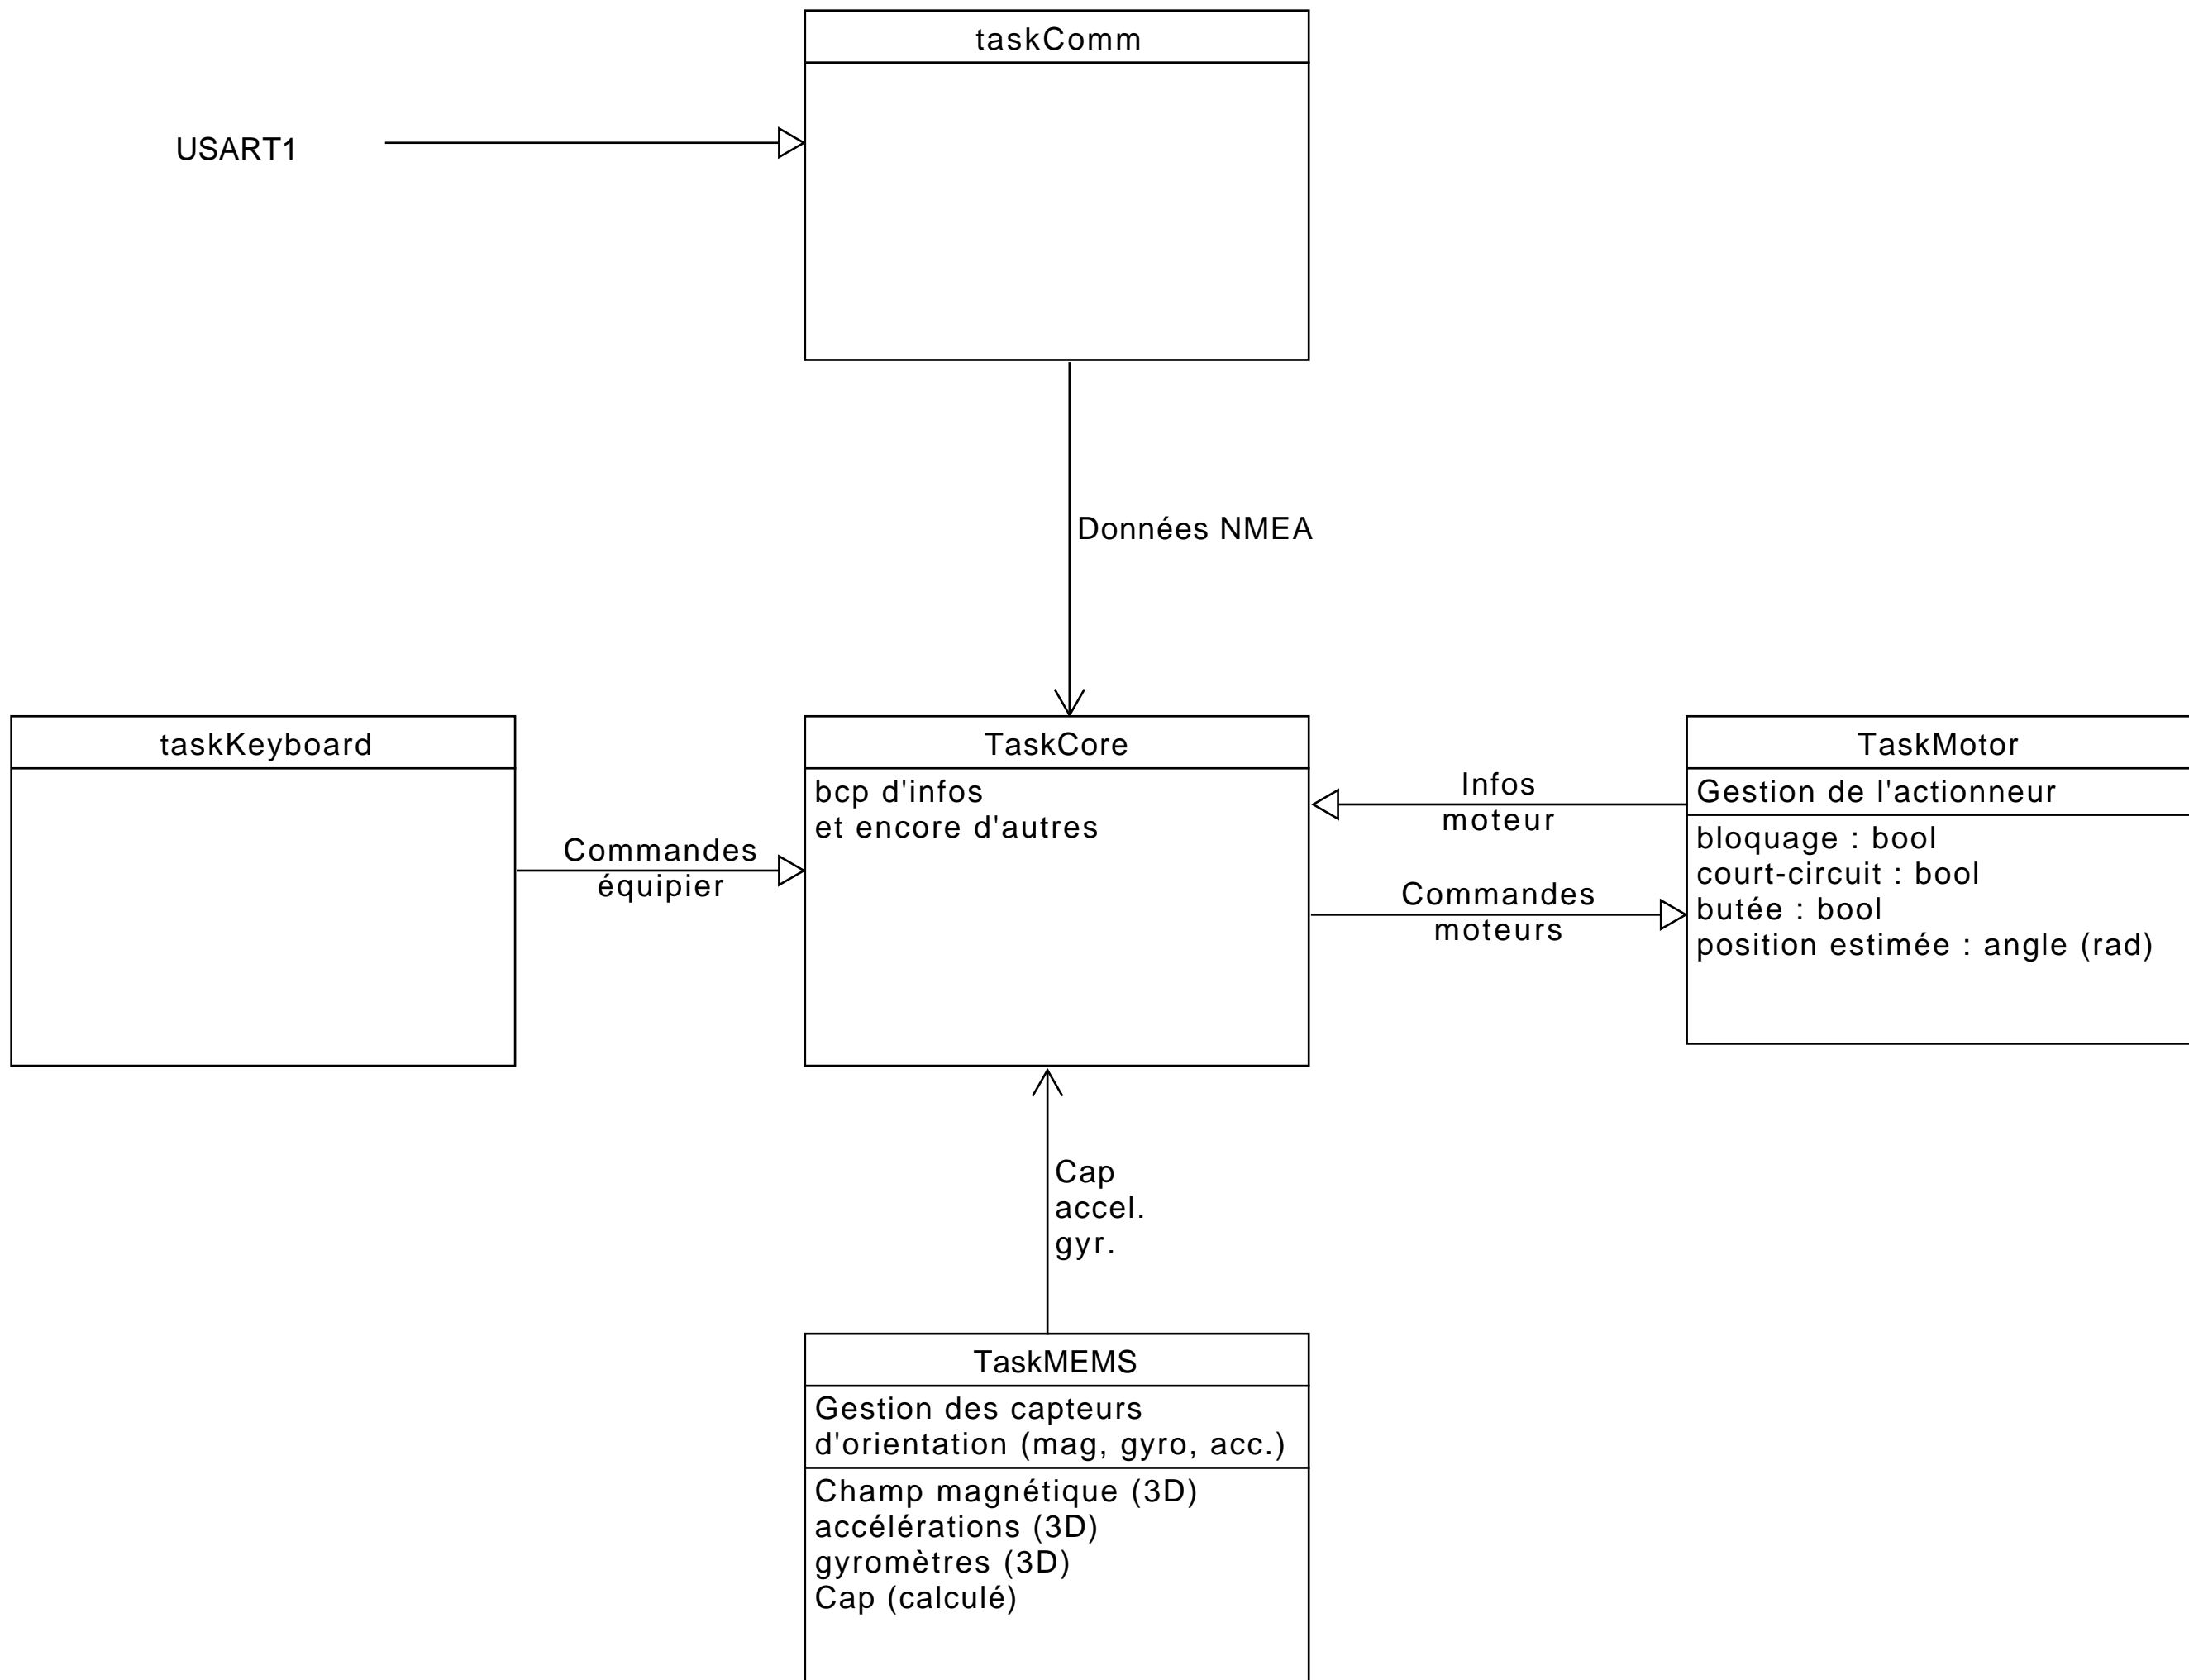 taskComm
USART1
Données NMEA
taskKeyboard
Commandes
équipier
TaskCore
bcp d'infos
et encore d'autres
Infos
moteur
Commandes
moteurs
TaskMotor
Gestion de l'actionneur
bloquage : bool
court-circuit : bool
butée : bool
position estimée : angle (rad)
Cap
accel.
gyr.
TaskMEMS
Gestion des capteurs
d'orientation (mag, gyro, acc.)
Champ magnétique (3D)
accélérations (3D)
gyromètres (3D)
Cap (calculé)